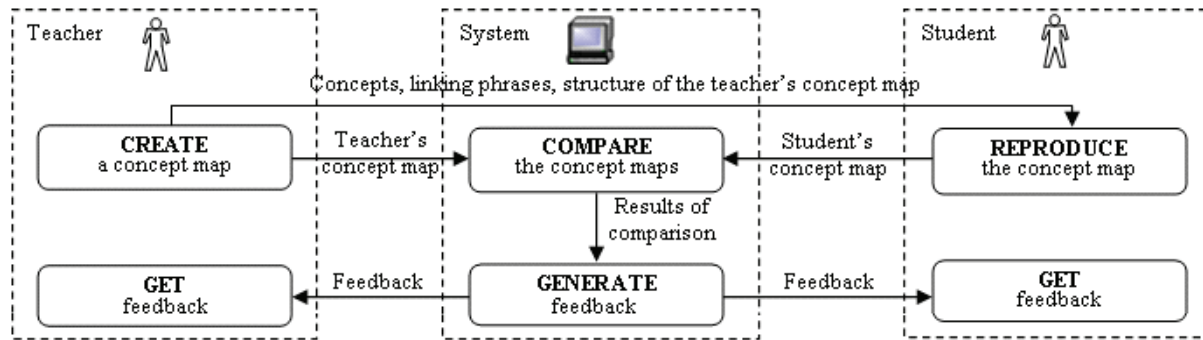 Teacher
System
Student
Concepts, linking phrases, structure of the teacher's concept map
CREATE
a concept map
Teacher's
concept map
COMPARE
the concept maps
Student's
concept map
REPRODUCE
the concept map
Results of
comparison
GET
feedback
Feedback
GENERATE
feedback
Feedback
GET
feedback